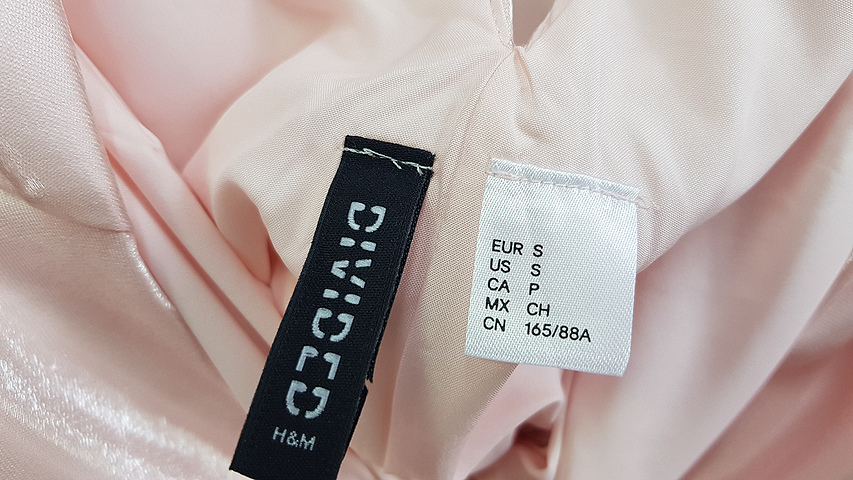 DIVIDED
H&M
EUR S
US S
CA P
MX CH
CN 165/88A